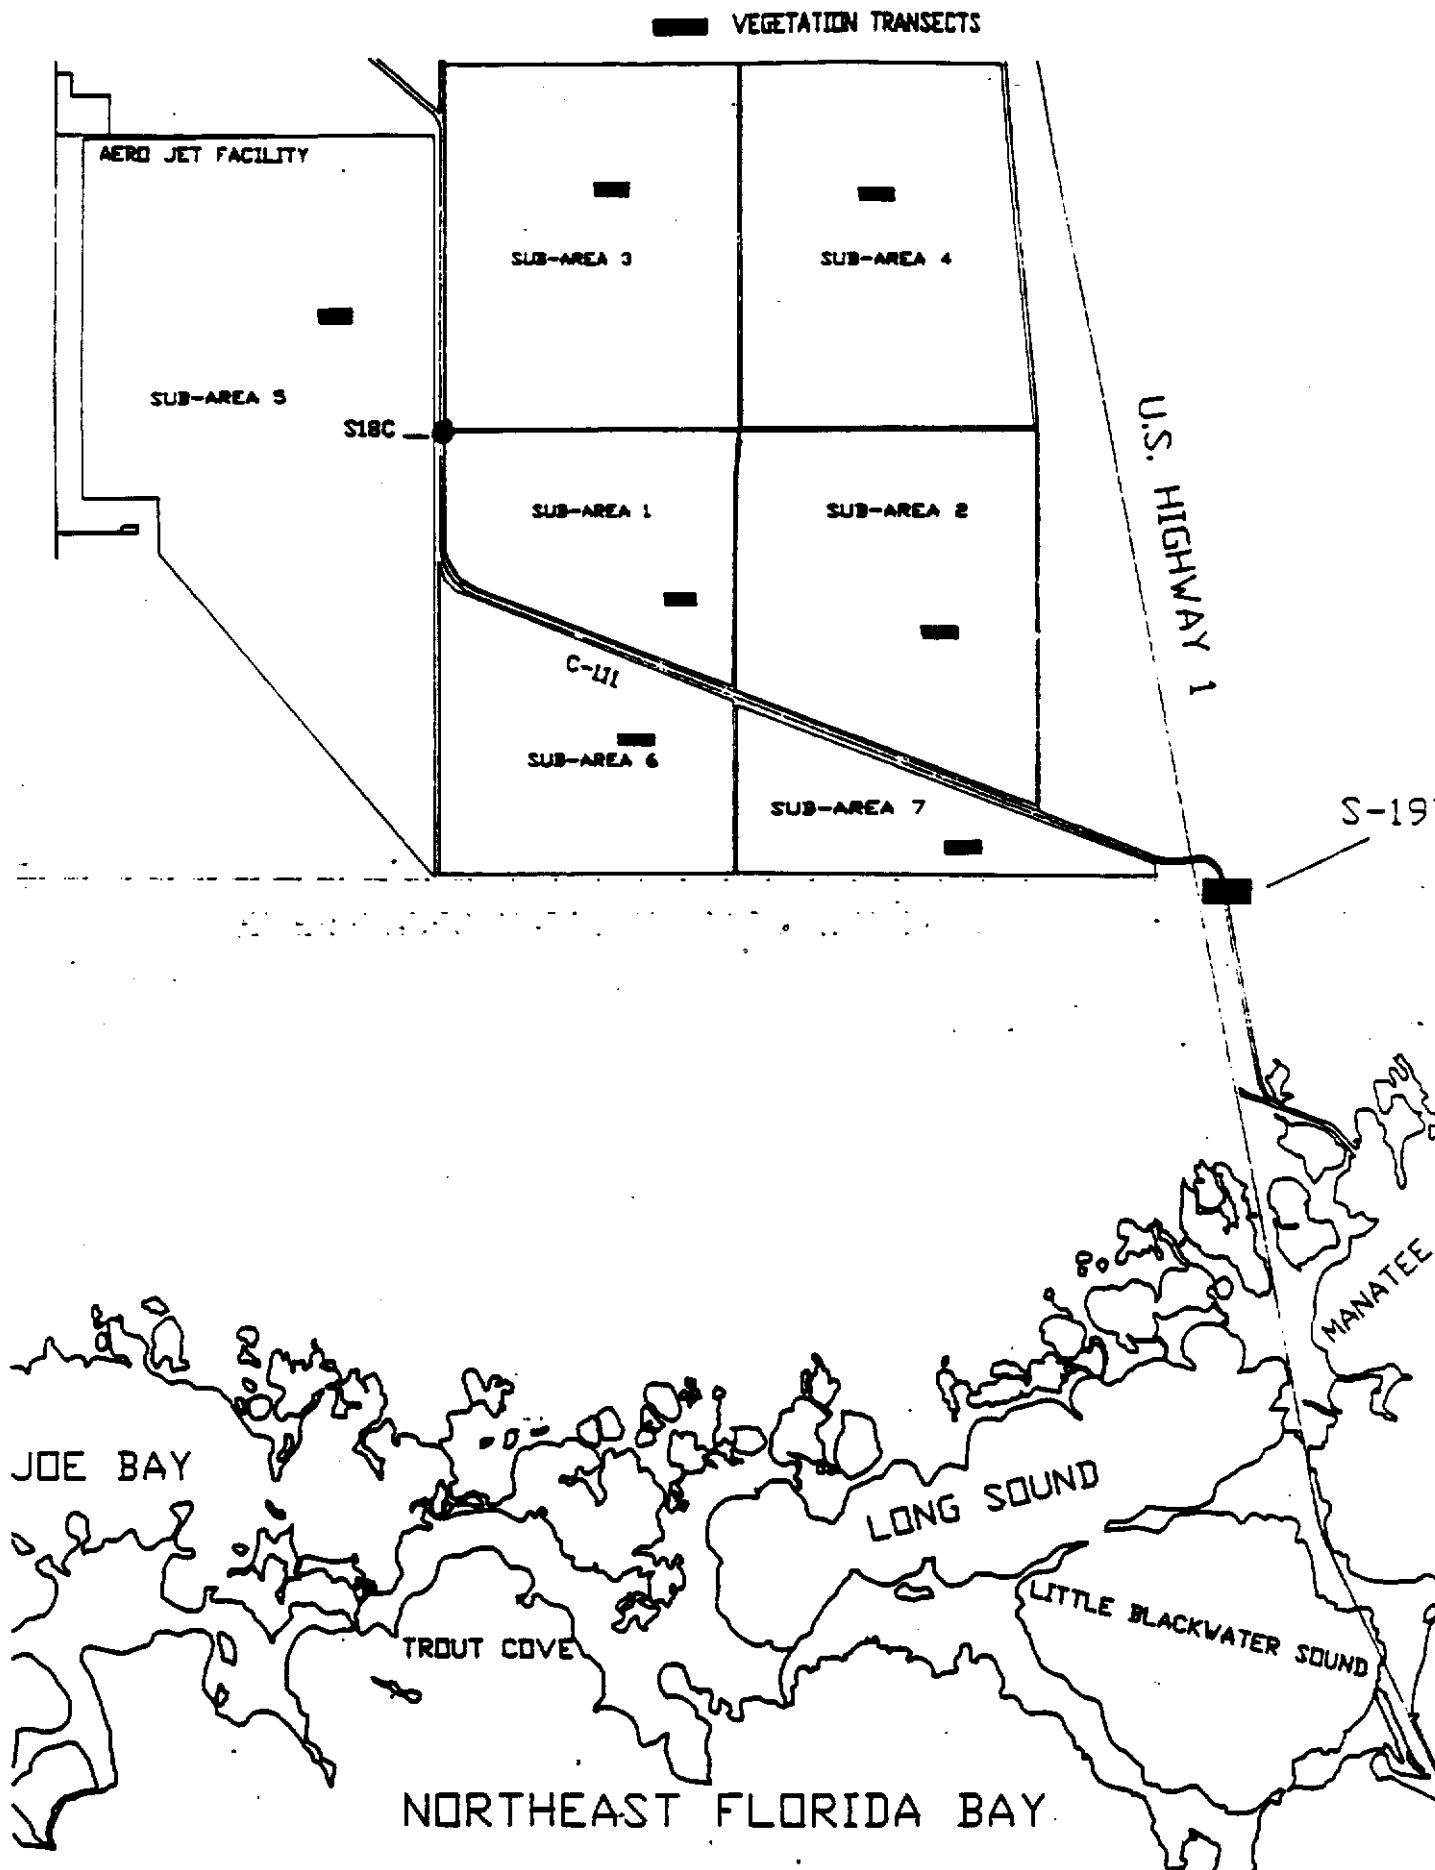 VEGETATION TRANSECTS
AERO JET FACILITY
SUB-AREA 3
SUB-AREA 4
SUB-AREA 5
S18C
U.S. HIGHWAY 1
SUB-AREA 1
SUB-AREA 2
C-111
SUB-AREA 6
SUB-AREA 7
S-197
MANATEE
JOE BAY
LONG SOUND
LITTLE BLACKWATER SOUND
TROUT COVE
NORTHEAST FLORIDA BAY